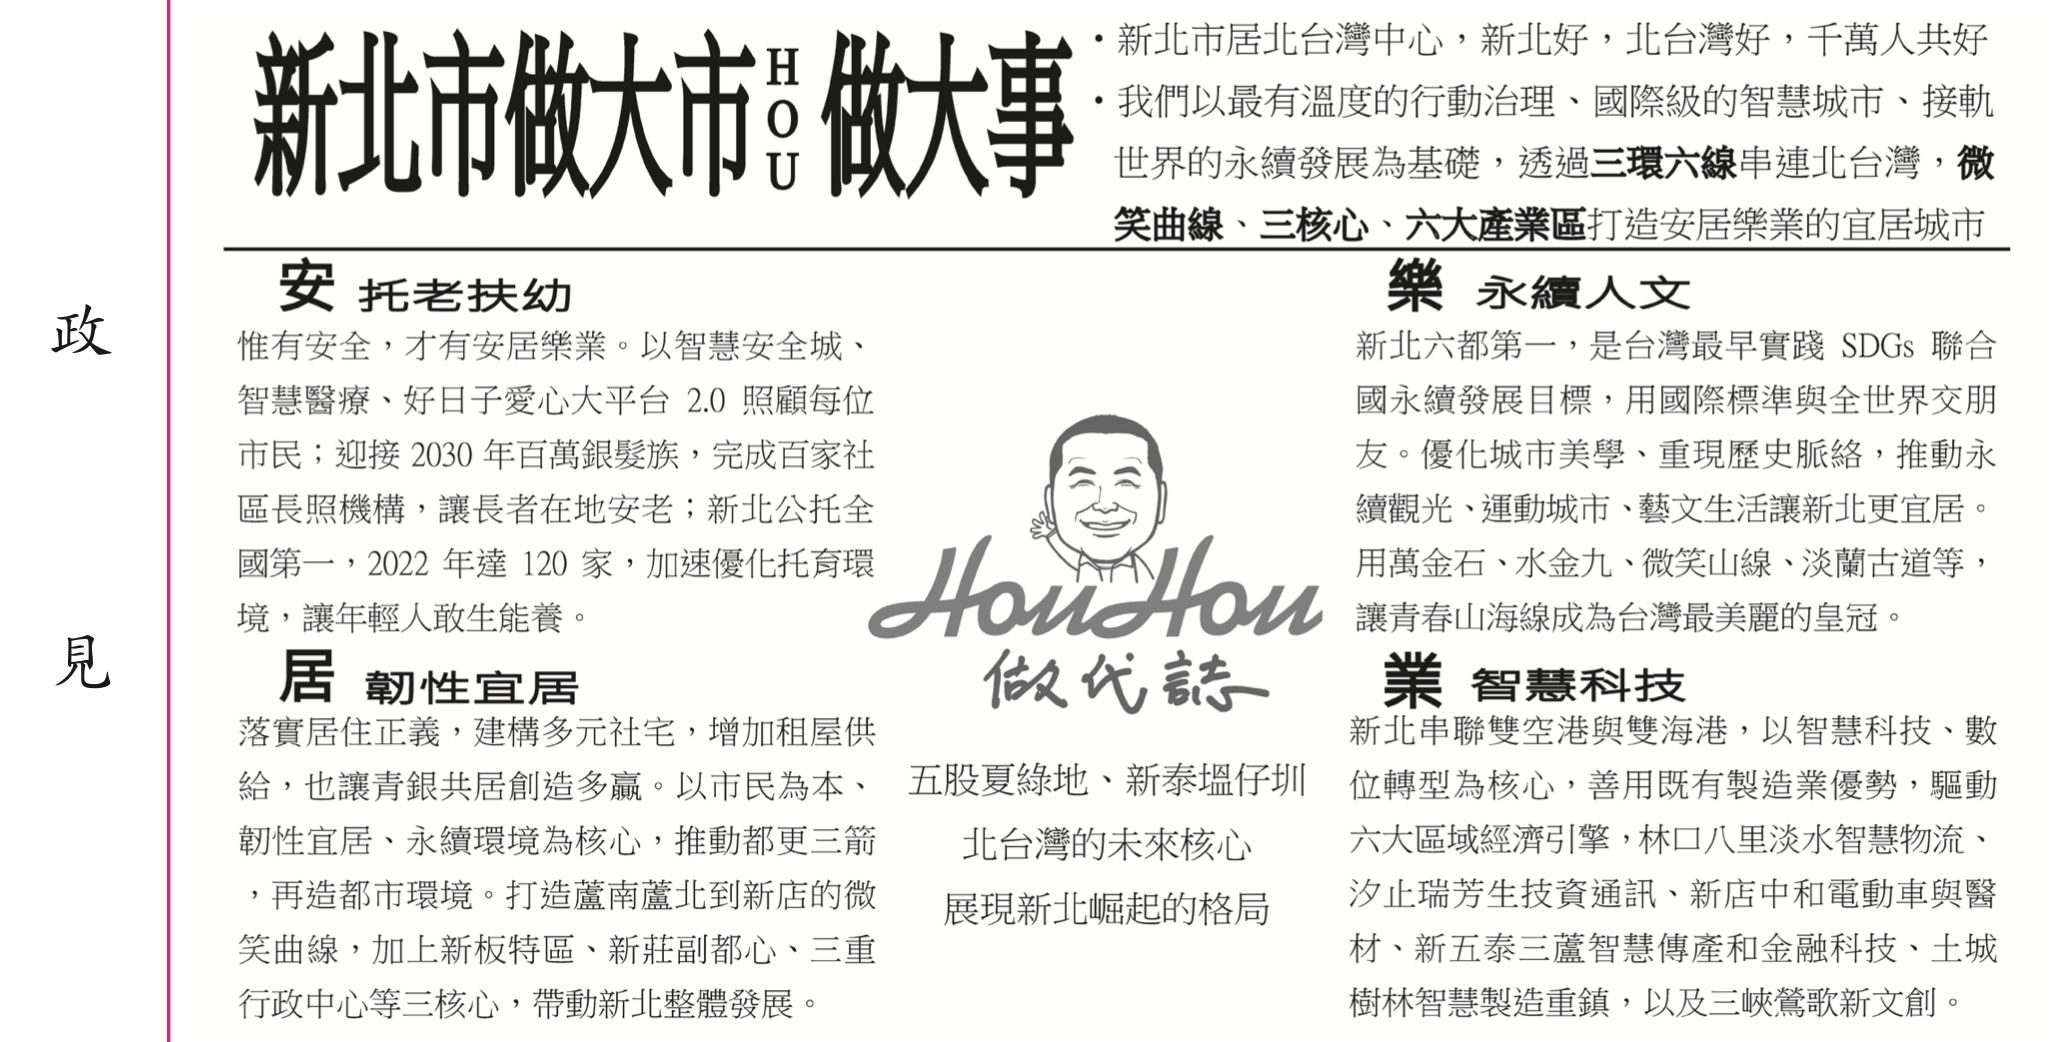 政
見
新北市做大市HOU做大事
・新北市居北台灣中心，新北好，北台灣好，千萬人共好
・我們以最有溫度的行動治理、國際級的智慧城市、接軌
世界的永續發展為基礎，透過三環六線串連北台灣，微
笑曲線、三核心、六大產業區打造安居樂業的宜居城市
安 托老扶幼
惟有安全，才有安居樂業。以智慧安全城、
智慧醫療、好日子愛心大平台 2.0 照顧每位
市民；迎接 2030 年百萬銀髮族，完成百家社
區長照機構，讓長者在地安老；新北公托全
國第一，2022 年達 120 家，加速優化托育環
境，讓年輕人敢生能養。
居 韌性宜居
落實居住正義，建構多元社宅，增加租屋供
給，也讓青銀共居創造多贏。以市民為本、
韌性宜居、永續環境為核心，推動都更三箭
，再造都市環境。打造蘆南蘆北到新店的微
笑曲線，加上新板特區、新莊副都心、三重
行政中心等三核心，帶動新北整體發展。
HouHou
做代誌
五股夏綠地、新泰塭仔圳
北台灣的未來核心
展現新北崛起的格局
樂 永續人文
新北六都第一，是台灣最早實踐 SDGs 聯合
國永續發展目標，用國際標準與全世界交朋
友。優化城市美學、重現歷史脈絡，推動永
續觀光、運動城市、藝文生活讓新北更宜居。
用萬金石、水金九、微笑山線、淡蘭古道等，
讓青春山海線成為台灣最美麗的皇冠。
業 智慧科技
新北串聯雙空港與雙海港，以智慧科技、數
位轉型為核心，善用既有製造業優勢，驅動
六大區域經濟引擎，林口八里淡水智慧物流、
汐止瑞芳生技資通訊、新店中和電動車與醫
材、新五泰三蘆智慧傳產和金融科技、土城
樹林智慧製造重鎮，以及三峽鶯歌新文創。